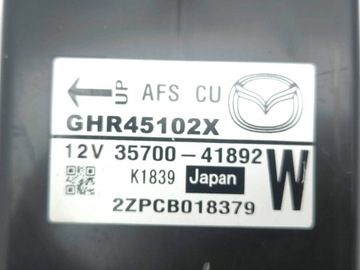 UP AFS CU
GHR45102X
12V 35700-41892
K1839 Japan W
2ZPCB018379